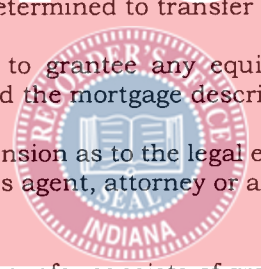 etermined to transfer
to grantee any equi
d the mortgage descri
RECORDER'S OFFICE
nsion as to the legal e
s agent, attorney or a
SEAL
INDIANA